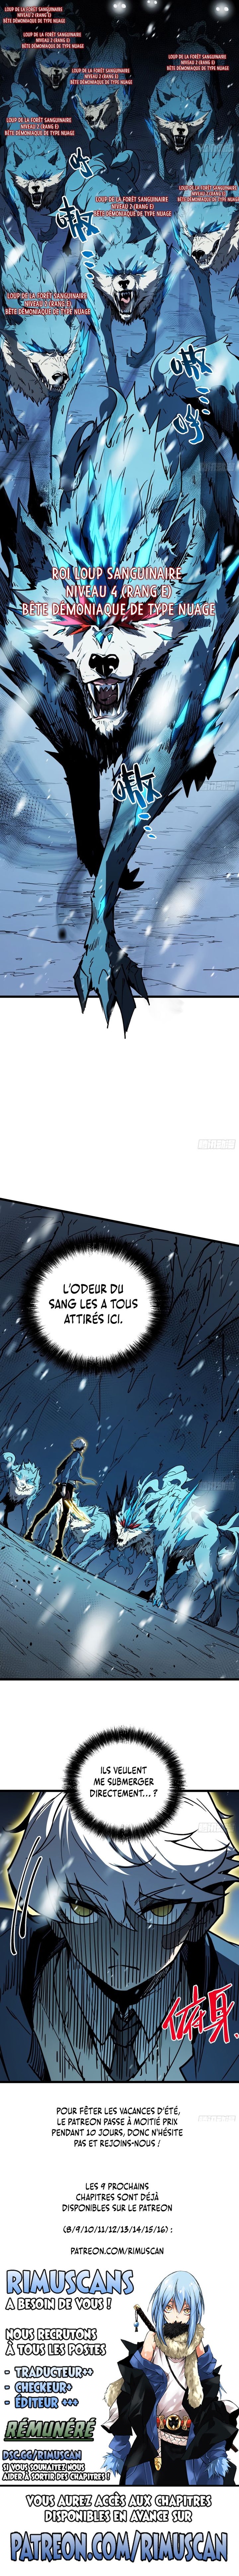 LOUP DE LA FORÊT SANGUINAIRE
NIVEAU 2 (RANG E)
BÊTE DÉMONIAQUE DE TYPE NUAGE
LOUP DE LA FORÊT SANGUINAIRE
NIVEAU 2 (RANG E)
BÊTE DÉMONIAQUE DE TYPE NUAGE
LOUP DE LA FORÊT SANGUINAIRE
NIVEAU 2 (RANG E)
BÊTE DÉMONIAQUE DE TYPE NUAGE
LOUP DE LA FORÊT SANGUINAIRE
NIVEAU 2 (RANG E)
BÊTE DÉMONIAQUE DE TYPE NUAGE
LOUP DE LA FORÊT SANGUINAIRE
NIVEAU 2 (RANG E)
BÊTE DÉMONIAQUE DE TYPE NUAGE
LOUP DE LA FORÊT SANGUINAIRE
NIVEAU 2 (RANG E)
BÊTE DÉMONIAQUE DE TYPE NUAGE
LOUP DE LA FORÊT SANGUINAIRE
NIVEAU 2 (RANG E)
BÊTE DÉMONIAQUE DE TYPE NUAGE
ROI LOUP SANGUINAIRE
NIVEAU 4 (RANG E)
BÊTE DÉMONIAQUE DE TYPE NUAGE
嗷
L'ODEUR DU
SANG LES A TOUS
ATTIRÉS ICI.
ILS VEULENT
ME SUBMERGER
DIRECTEMENT... ?
俯身
POUR FÊTER LES VACANCES D'ÉTÉ,
LE PATREON PASSE À MOITIÉ PRIX
PENDANT 10 JOURS, DONC N'HÉSITE
PAS ET REJOINS-NOUS !
LES 9 PROCHAINS
CHAPITRES SONT DÉJÀ
DISPONIBLES SUR LE PATREON
(8/9/10/11/12/13/14/15/16) :
PATREON.COM/RIMUSCAN
RIMUSCANS
A BESOIN DE VOUS !
NOUS RECRUTONS
À TOUS LES POSTES
- TRADUCTEUR++
- CHECKEUR+
- ÉDITEUR +++
RÉMUNÉRÉ
DSC.GG/RIMUSCAN
SI VOUS SOUHAITEZ NOUS
AIDER À SORTIR DES CHAPITRES !
VOUS AUREZ ACCÈS AUX CHAPITRES
DISPONIBLES EN AVANCE SUR
PATREON.COM/RIMUSCAN